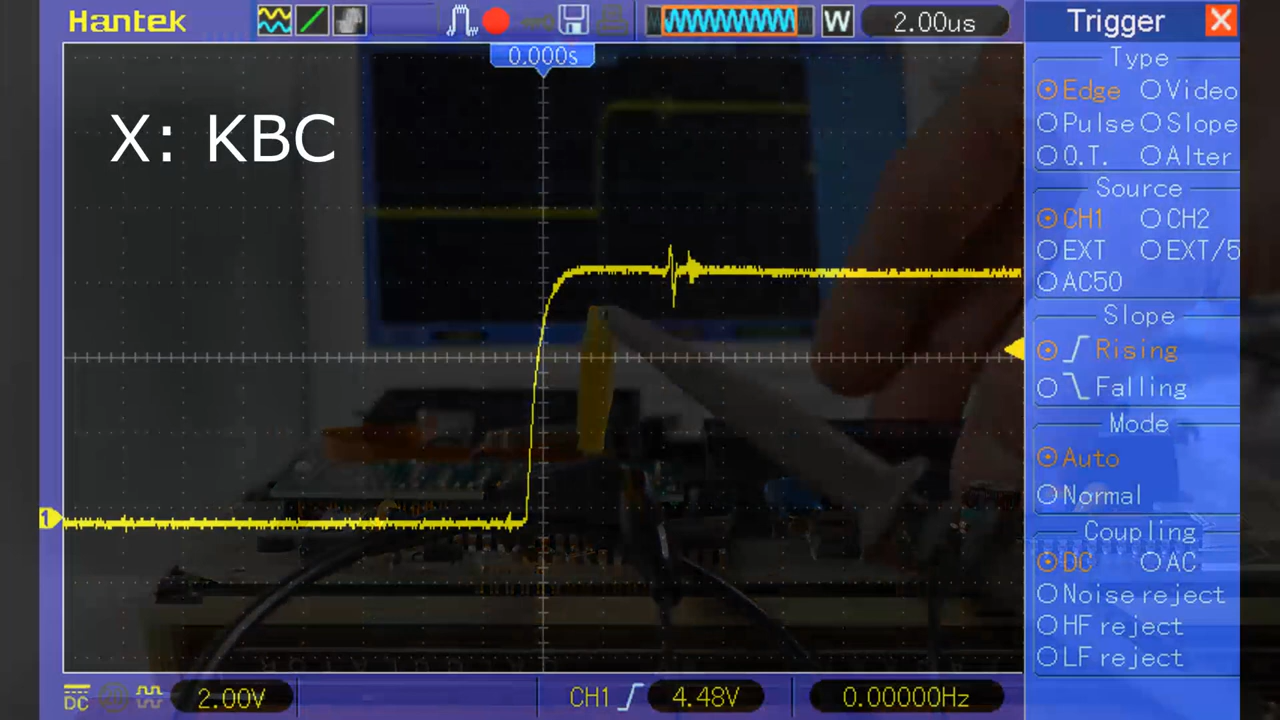 Hantek
W
2.00us
Trigger
0.000s
X: KBC
Type
Edge Video
Pulse Slope
O.T. Alter
Source
CH1 CH2
EXT EXT/5
AC50
Slope
Rising
Falling
Mode
Auto
Normal
Coupling
DC AC
Noise reject
HF reject
LF reject
1
DC 2.00V CH1 4.48V 0.00000Hz